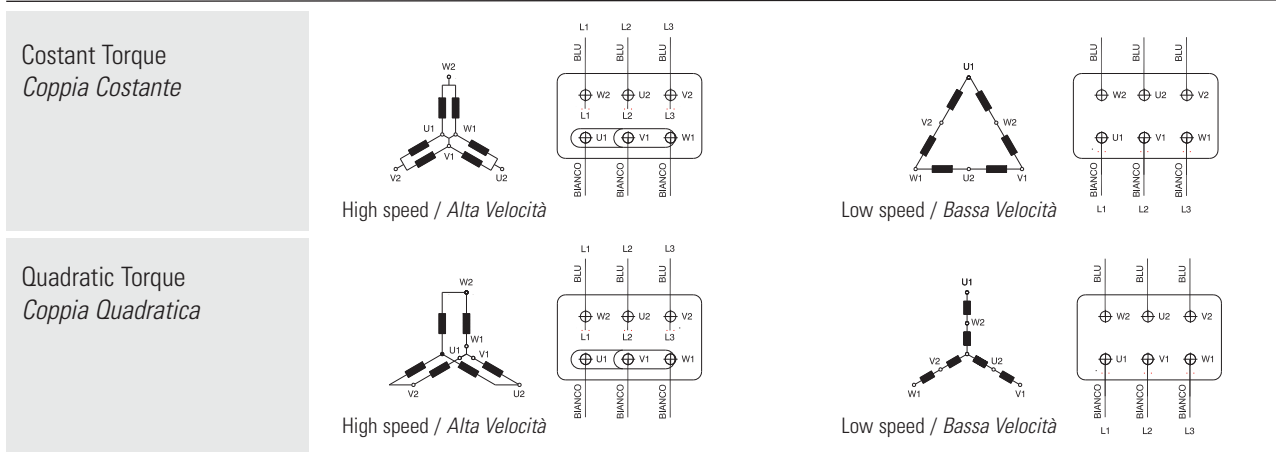 Costant Torque
Coppia Costante
L1 L2 L3
BLU BLU BLU
W2
W2 U2 V2
L1 L2 L3
U1 W1
V1
U1 V1 W1
V2 U2
BIANCO BIANCO BIANCO
High speed / Alta Velocità
BLU BLU BLU
U1
W2 U2 V2
V2 W2
U1 V1 W1
W1 U2 V1
BIANCO BIANCO BIANCO
L1 L2 L3
Low speed / Bassa Velocità
Quadratic Torque
Coppia Quadratica
L1 L2 L3
BLU BLU BLU
W2
W2 U2 V2
L1 L2 L3
W1
U1 V1
U1 V1 W1
V2 U2
BIANCO BIANCO BIANCO
High speed / Alta Velocità
BLU BLU BLU
U1
W2
W2 U2 V2
V2 U2
U1 V1 W1
W1 V1
BIANCO BIANCO BIANCO
L1 L2 L3
Low speed / Bassa Velocità